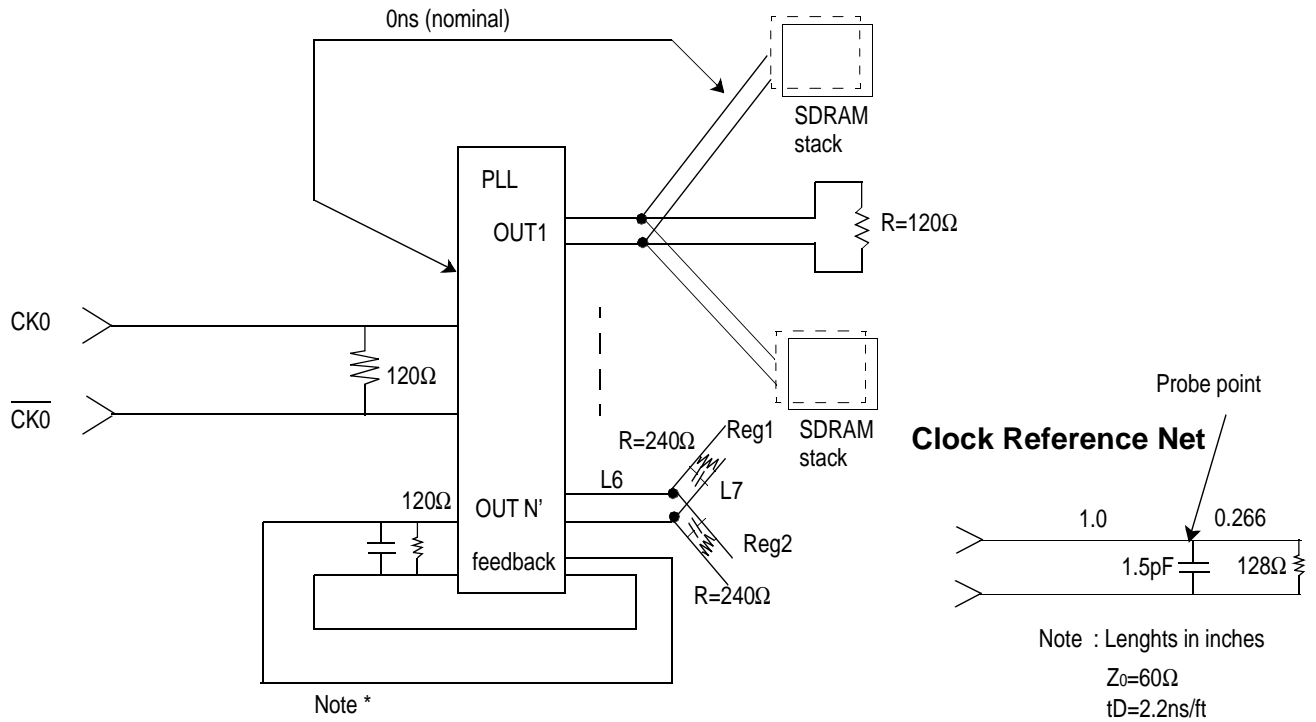 0ns (nominal)
SDRAM
stack
PLL
OUT1
R=120Ω
CK0
120Ω
CK0
SDRAM
stack
Probe point
Clock Reference Net
R=240Ω
Reg1
L6
L7
120Ω
OUT N’
Reg2
feedback
R=240Ω
1.0
0.266
1.5pF
128Ω
Note : Lenghts in inches
Z0=60Ω
tD=2.2ns/ft
Note *